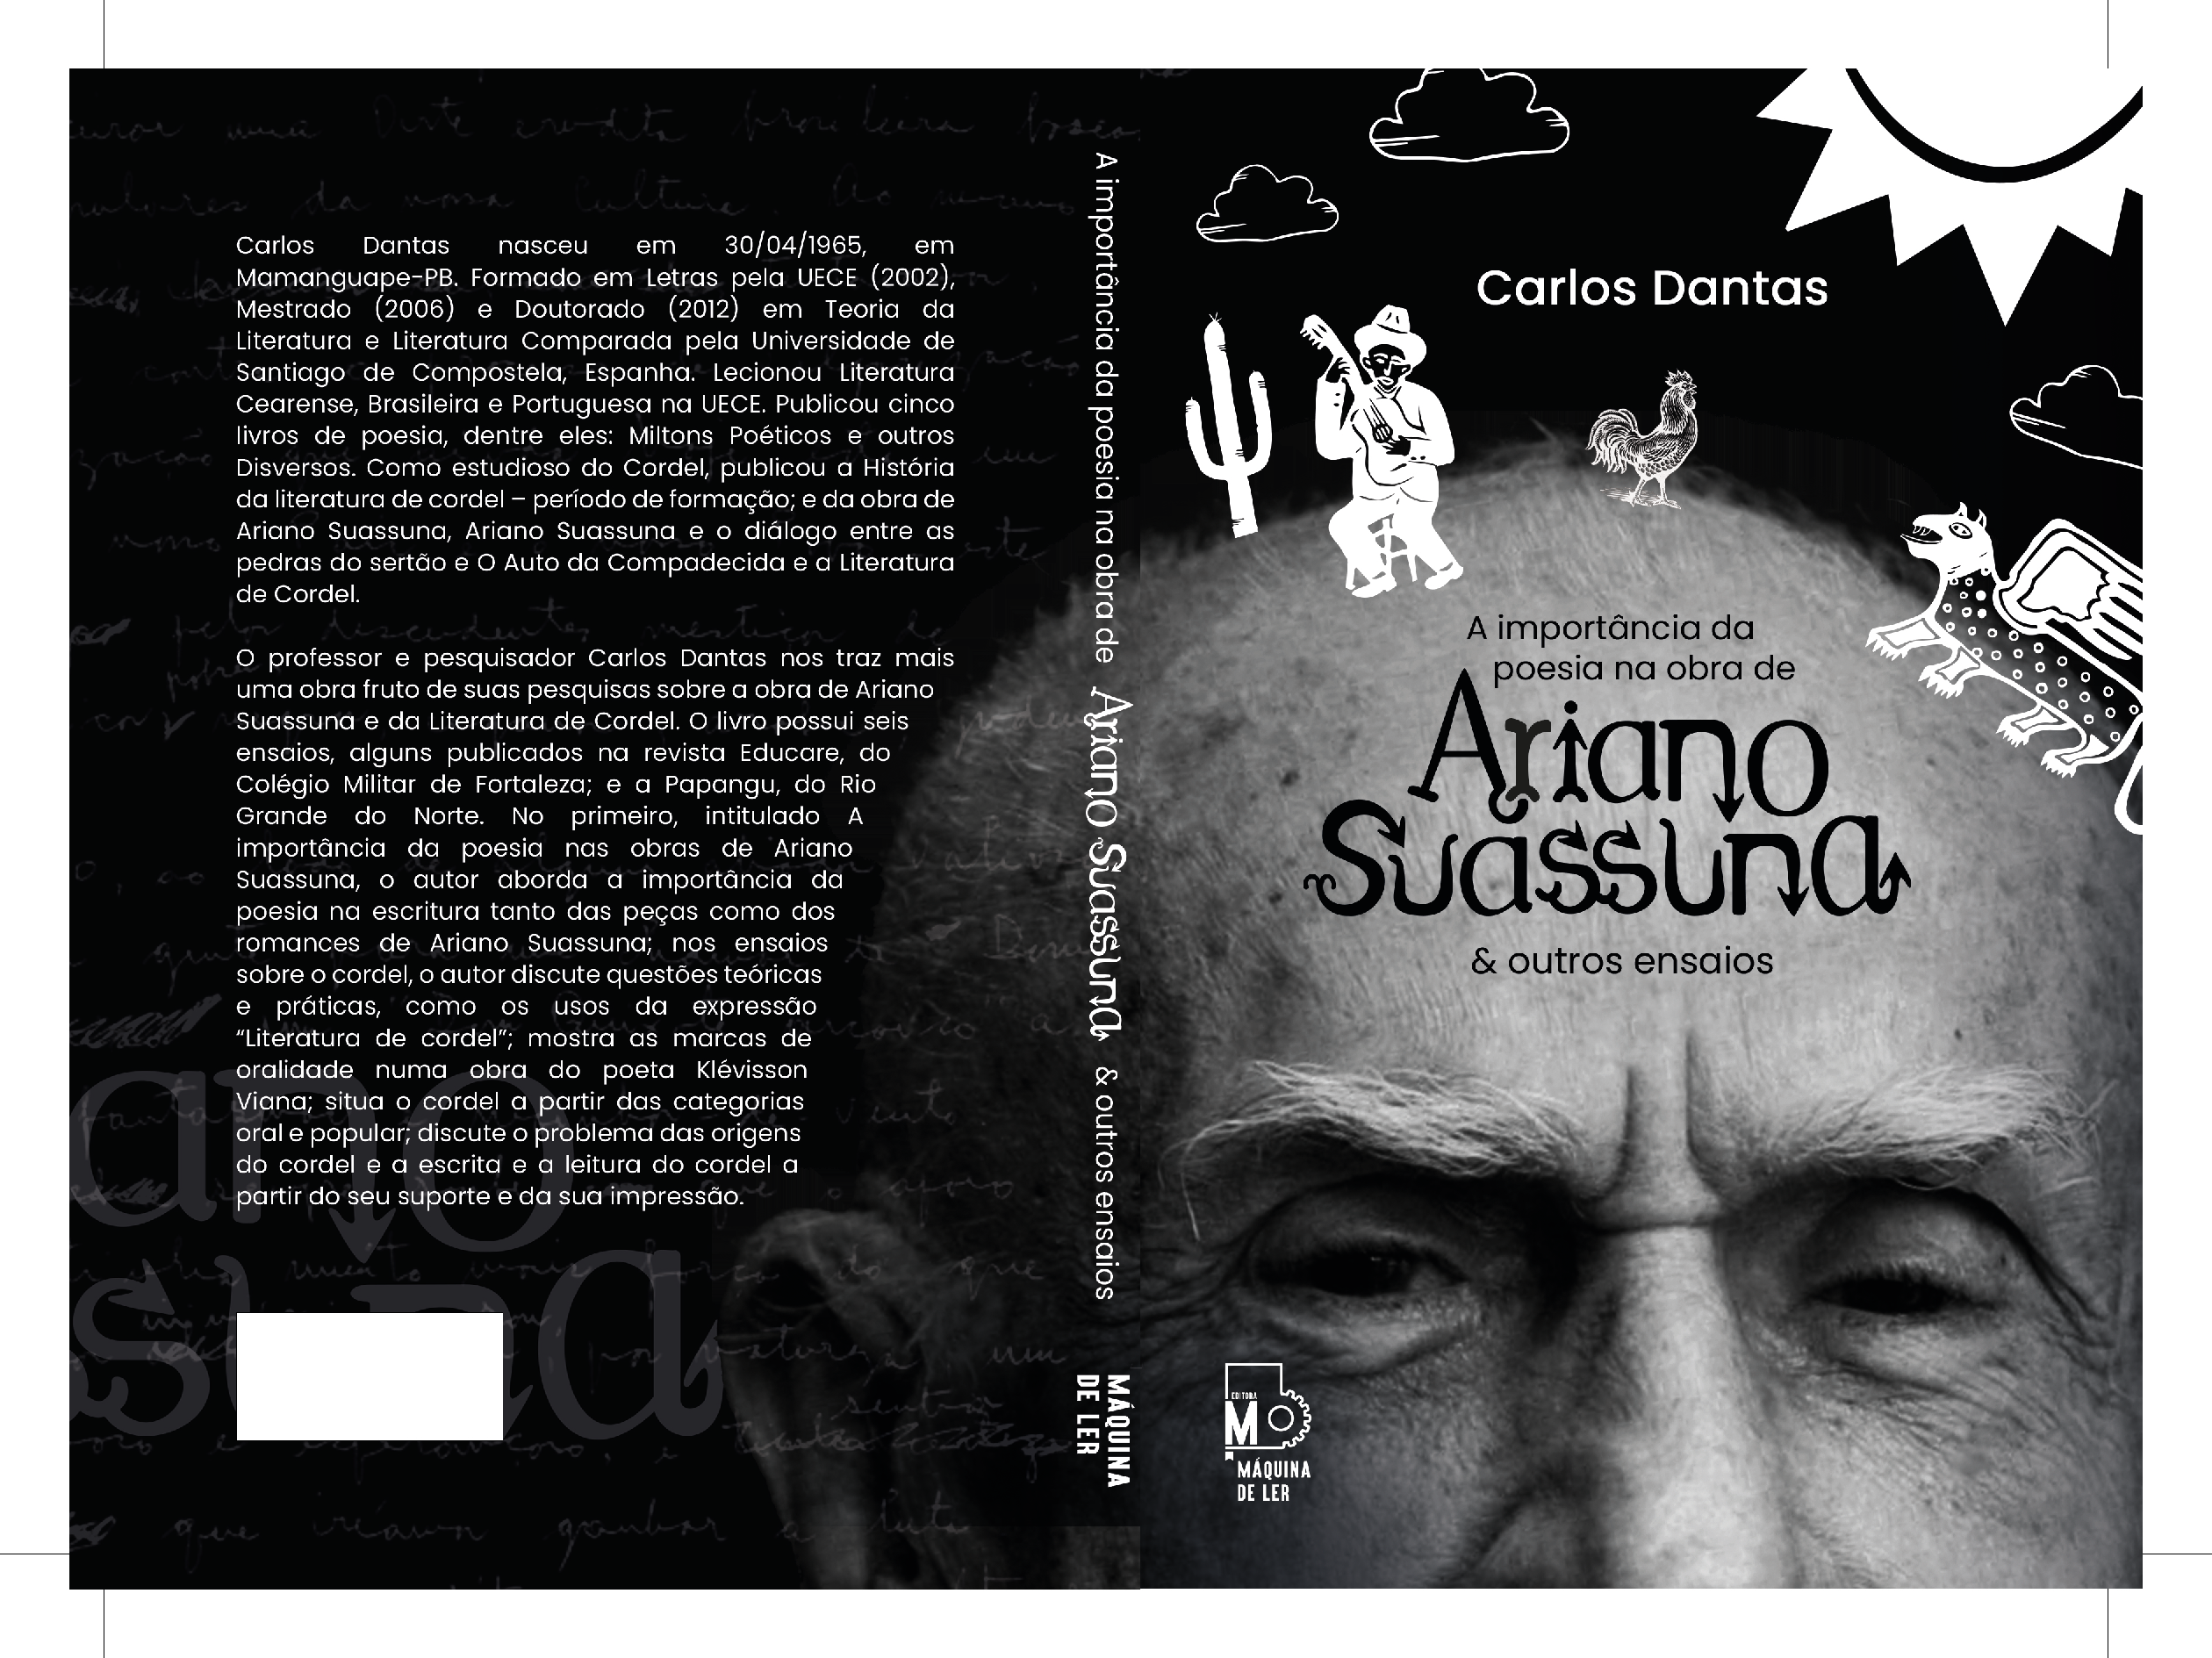 Carlos Dantas nasceu em 30/04/1965, em
Mamanguape-PB. Formado em Letras pela UECE (2002),
Mestrado (2006) e Doutorado (2012) em Teoria da
Literatura e Literatura Comparada pela Universidade de
Santiago de Compostela, Espanha. Lecionou Literatura
Cearense, Brasileira e Portuguesa na UECE. Publicou cinco
livros de poesia, dentre eles: Miltons Poéticos e outros
Disversos. Como estudioso do Cordel, publicou a História
da literatura de cordel – período de formação; e da obra de
Ariano Suassuna, Ariano Suassuna e o diálogo entre as
pedras do sertão e O Auto da Compadecida e a Literatura
de Cordel.
O professor e pesquisador Carlos Dantas nos traz mais
uma obra fruto de suas pesquisas sobre a obra de Ariano
Suassuna e da Literatura de Cordel. O livro possui seis
ensaios, alguns publicados na revista Educare, do
Colégio Militar de Fortaleza; e a Papangu, do Rio
Grande do Norte. No primeiro, intitulado A
importância da poesia nas obras de Ariano
Suassuna, o autor aborda a importância da
poesia na escritura tanto das peças como dos
romances de Ariano Suassuna; nos ensaios
sobre o cordel, o autor discute questões teóricas
e práticas, como os usos da expressão
“Literatura de cordel”; mostra as marcas de
oralidade numa obra do poeta Klévisson
Viana; situa o cordel a partir das categorias
oral e popular; discute o problema das origens
do cordel e a escrita e a leitura do cordel a
partir do seu suporte e da sua impressão.
ano
ssuna
A importância da poesia na obra de Ariano Suassuna & outros ensaios
MÁQUINA
DE LER
Carlos Dantas
A importância da
poesia na obra de
Ariano
Suassuna
& outros ensaios
EDITORA
M
MÁQUINA
DE LER